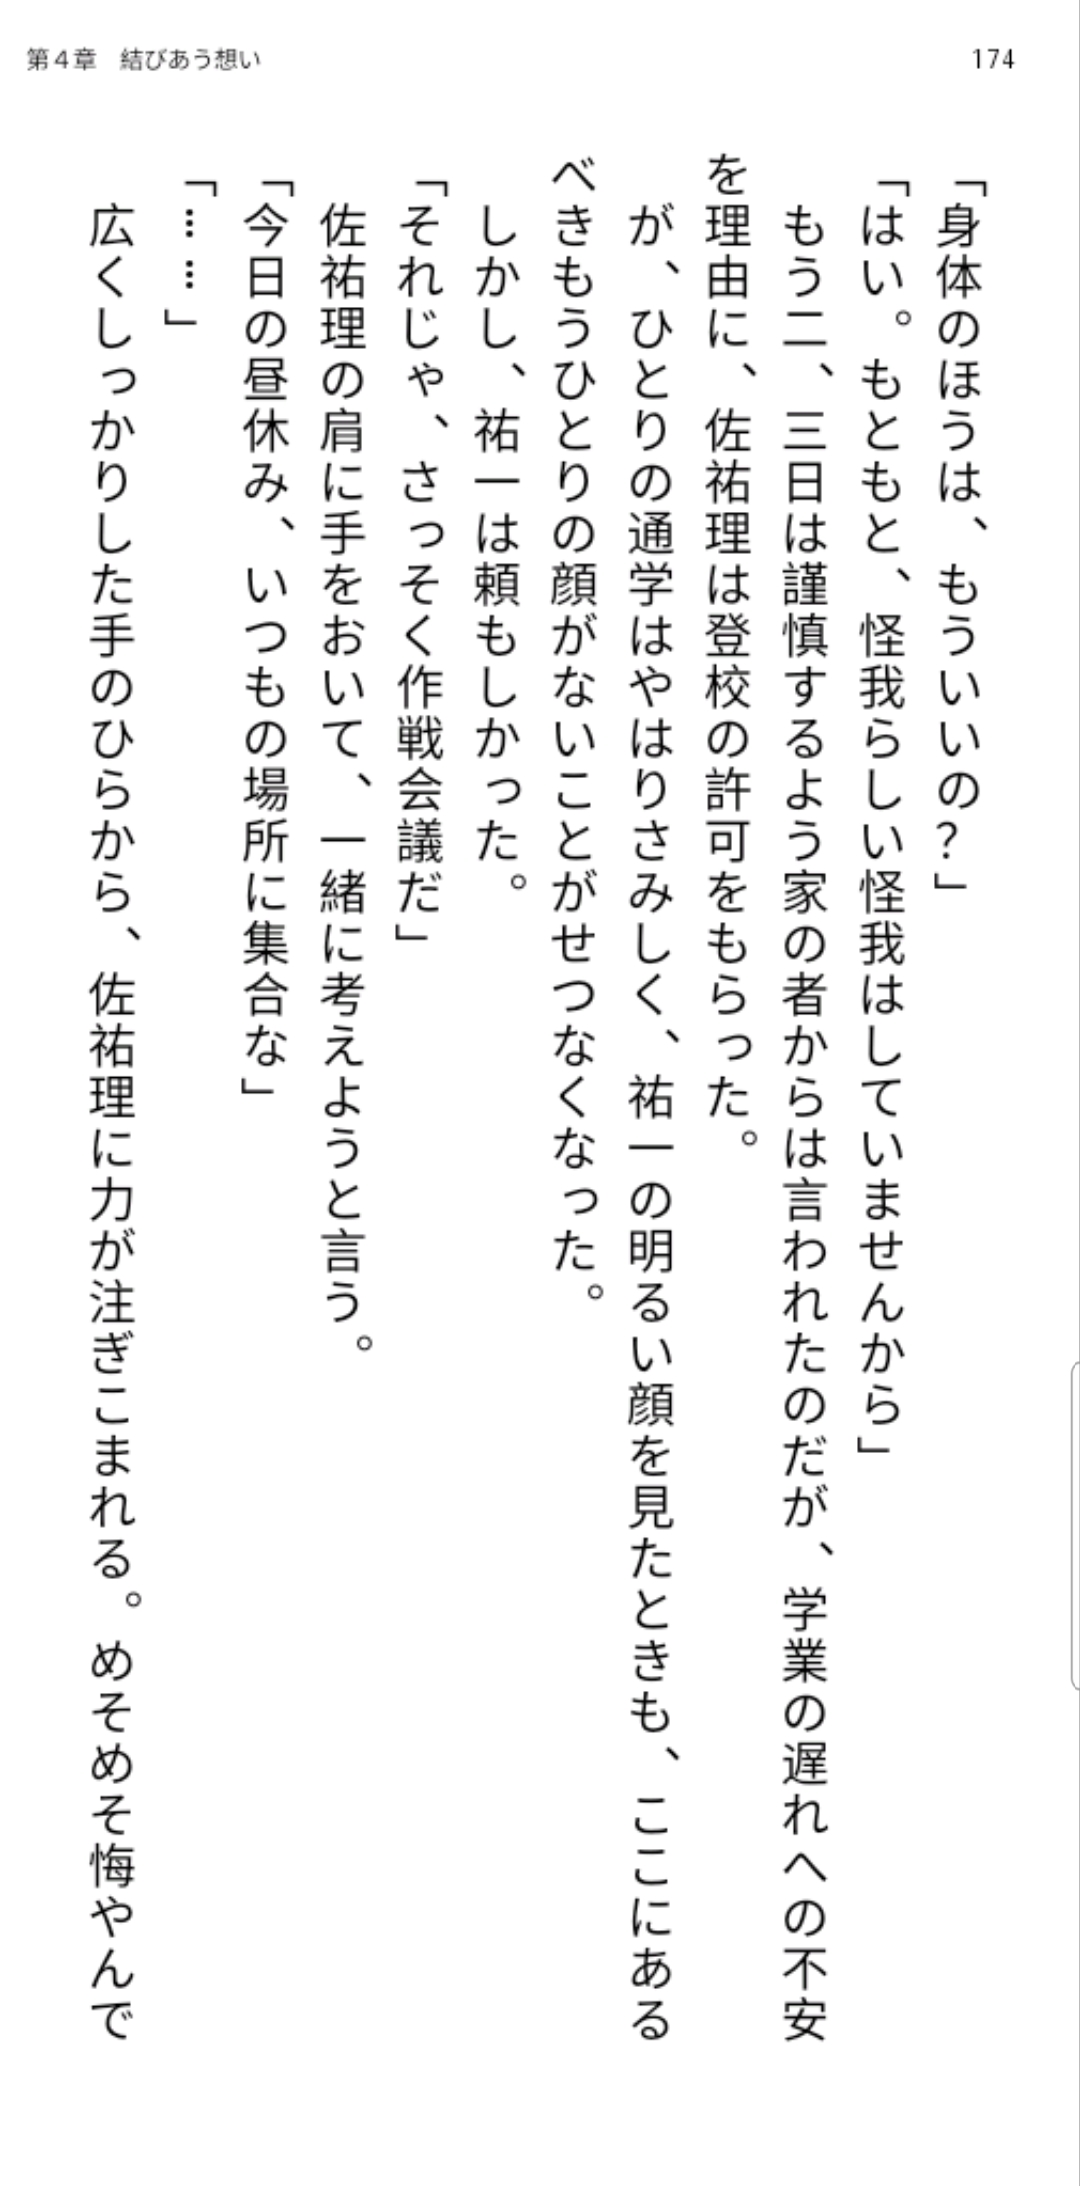 第４章　結びあう想い
174
「身体のほうは、もういいの？」
「はい。もともと、怪我らしい怪我はしていませんから」
もう二、三日は謹慎するよう家の者からは言われたのだが、学業の遅れへの不安
を理由に、佐祐理は登校の許可をもらった。
が、ひとりの通学はやはりさみしく、祐一の明るい顔を見たときも、ここにある
べきもうひとりの顔がないことがせつなくなった。
しかし、祐一は頼もしかった。
「それじゃ、さっそく作戦会議だ」
佐祐理の肩に手をおいて、一緒に考えようと言う。
「今日の昼休み、いつもの場所に集合な」
「……」
広くしっかりした手のひらから、佐祐理に力が注ぎこまれる。めそめそ悔やんで